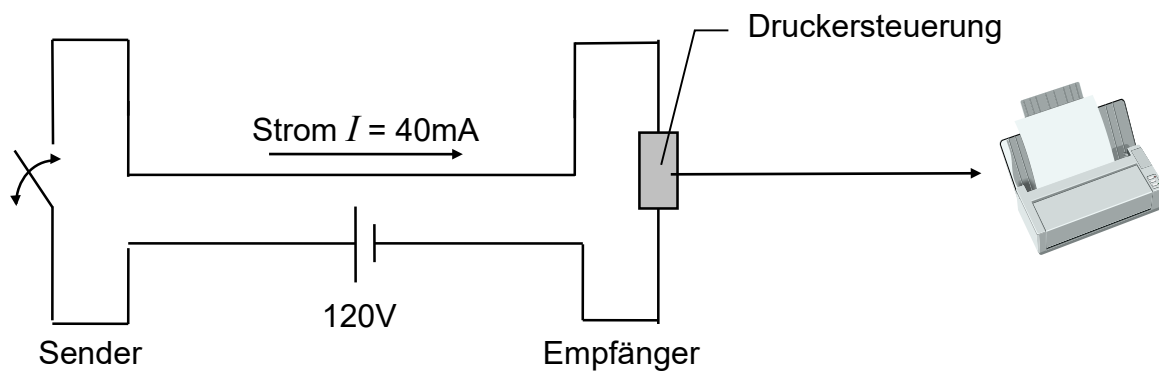 Druckersteuerung
Strom I = 40mA
120V
Sender
Empfänger